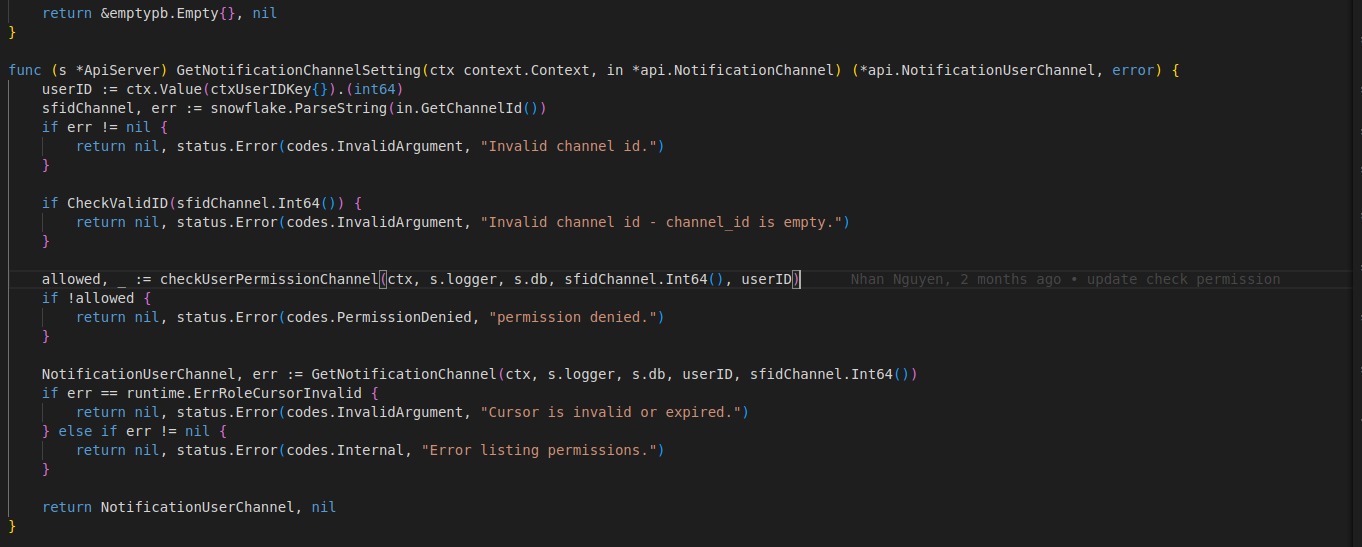 return &emptypb.Empty{}, nil
}
func (s *ApiServer) GetNotificationChannelSetting(ctx context.Context, in *api.NotificationChannel) (*api.NotificationUserChannel, error) {
    userID := ctx.Value(ctxUserIDKey{}).(int64)
    sfidChannel, err := snowflake.ParseString(in.GetChannelId())
    if err != nil {
        return nil, status.Error(codes.InvalidArgument, "Invalid channel id.")
    }
    if CheckValidID(sfidChannel.Int64()) {
        return nil, status.Error(codes.InvalidArgument, "Invalid channel id - channel_id is empty.")
    }
    allowed, _ := checkUserPermissionChannel(ctx, s.logger, s.db, sfidChannel.Int64(), userID) Nhan Nguyen, 2 months ago • update check permission
    if !allowed {
        return nil, status.Error(codes.PermissionDenied, "permission denied.")
    }
    NotificationUserChannel, err := GetNotificationChannel(ctx, s.logger, s.db, userID, sfidChannel.Int64())
    if err == runtime.ErrRoleCursorInvalid {
        return nil, status.Error(codes.InvalidArgument, "Cursor is invalid or expired.")
    } else if err != nil {
        return nil, status.Error(codes.Internal, "Error listing permissions.")
    }
    return NotificationUserChannel, nil
}